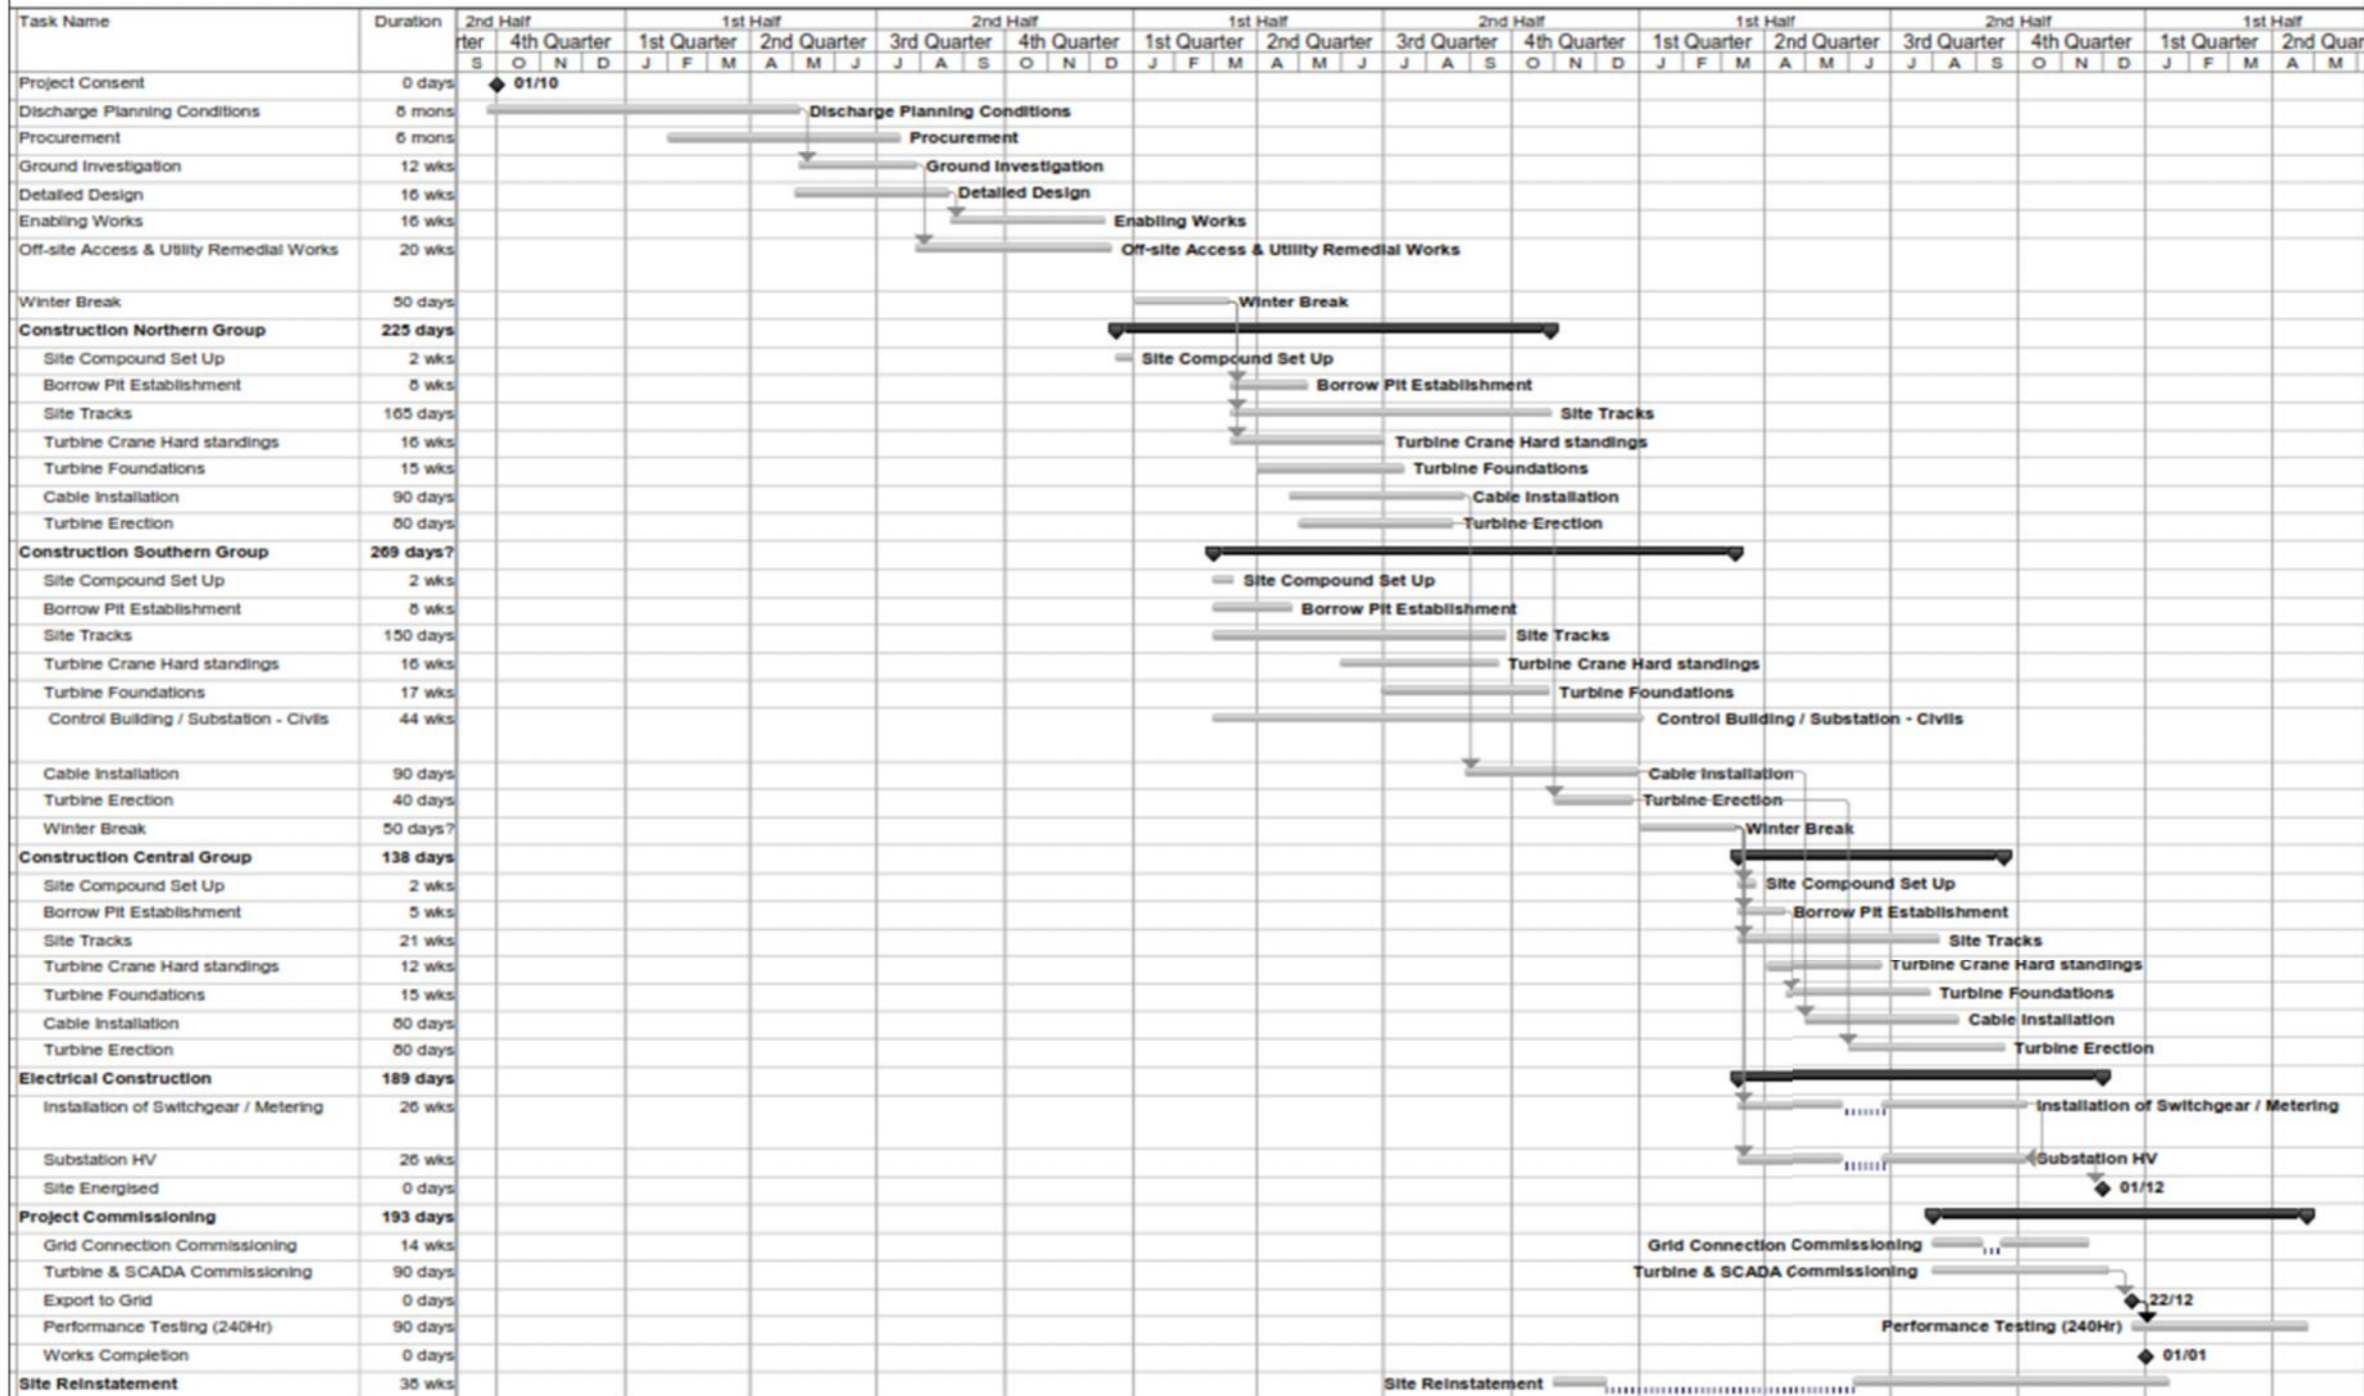 Task Name Duration 2nd Half 1st Half 2nd Half 1st Half 2nd Half 1st Half 2nd Half 1st Half
rter 4th Quarter 1st Quarter 2nd Quarter 3rd Quarter 4th Quarter 1st Quarter 2nd Quarter 3rd Quarter 4th Quarter 1st Quarter 2nd Quarter 3rd Quarter 4th Quarter 1st Quarter 2nd Quar
S O N D J F M A M J J A S O N D J F M A M J J A S O N D J F M A M J J A S O N D J F M A M
Project Consent 0 days 01/10
Discharge Planning Conditions 8 mons Discharge Planning Conditions
Procurement 6 mons Procurement
Ground Investigation 12 wks Ground Investigation
Detailed Design 16 wks Detailed Design
Enabling Works 16 wks Enabling Works
Off-site Access & Utility Remedial Works 20 wks Off-site Access & Utility Remedial Works
Winter Break 50 days Winter Break
Construction Northern Group 225 days
Site Compound Set Up 2 wks Site Compound Set Up
Borrow Pit Establishment 8 wks Borrow Pit Establishment
Site Tracks 165 days Site Tracks
Turbine Crane Hard standings 16 wks Turbine Crane Hard standings
Turbine Foundations 15 wks Turbine Foundations
Cable Installation 90 days Cable Installation
Turbine Erection 80 days Turbine Erection
Construction Southern Group 269 days?
Site Compound Set Up 2 wks Site Compound Set Up
Borrow Pit Establishment 8 wks Borrow Pit Establishment
Site Tracks 150 days Site Tracks
Turbine Crane Hard standings 16 wks Turbine Crane Hard standings
Turbine Foundations 17 wks Turbine Foundations
Control Building / Substation - Civils 44 wks Control Building / Substation - Civils
Cable Installation 90 days Cable Installation
Turbine Erection 40 days Turbine Erection
Winter Break 50 days? Winter Break
Construction Central Group 138 days
Site Compound Set Up 2 wks Site Compound Set Up
Borrow Pit Establishment 5 wks Borrow Pit Establishment
Site Tracks 21 wks Site Tracks
Turbine Crane Hard standings 12 wks Turbine Crane Hard standings
Turbine Foundations 15 wks Turbine Foundations
Cable Installation 80 days Cable Installation
Turbine Erection 80 days Turbine Erection
Electrical Construction 189 days
Installation of Switchgear / Metering 26 wks Installation of Switchgear / Metering
Substation HV 26 wks Substation HV
Site Energised 0 days 01/12
Project Commissioning 193 days
Grid Connection Commissioning 14 wks Grid Connection Commissioning
Turbine & SCADA Commissioning 90 days Turbine & SCADA Commissioning
Export to Grid 0 days 22/12
Performance Testing (240Hr) 90 days Performance Testing (240Hr)
Works Completion 0 days 01/01
Site Reinstatement 38 wks Site Reinstatement